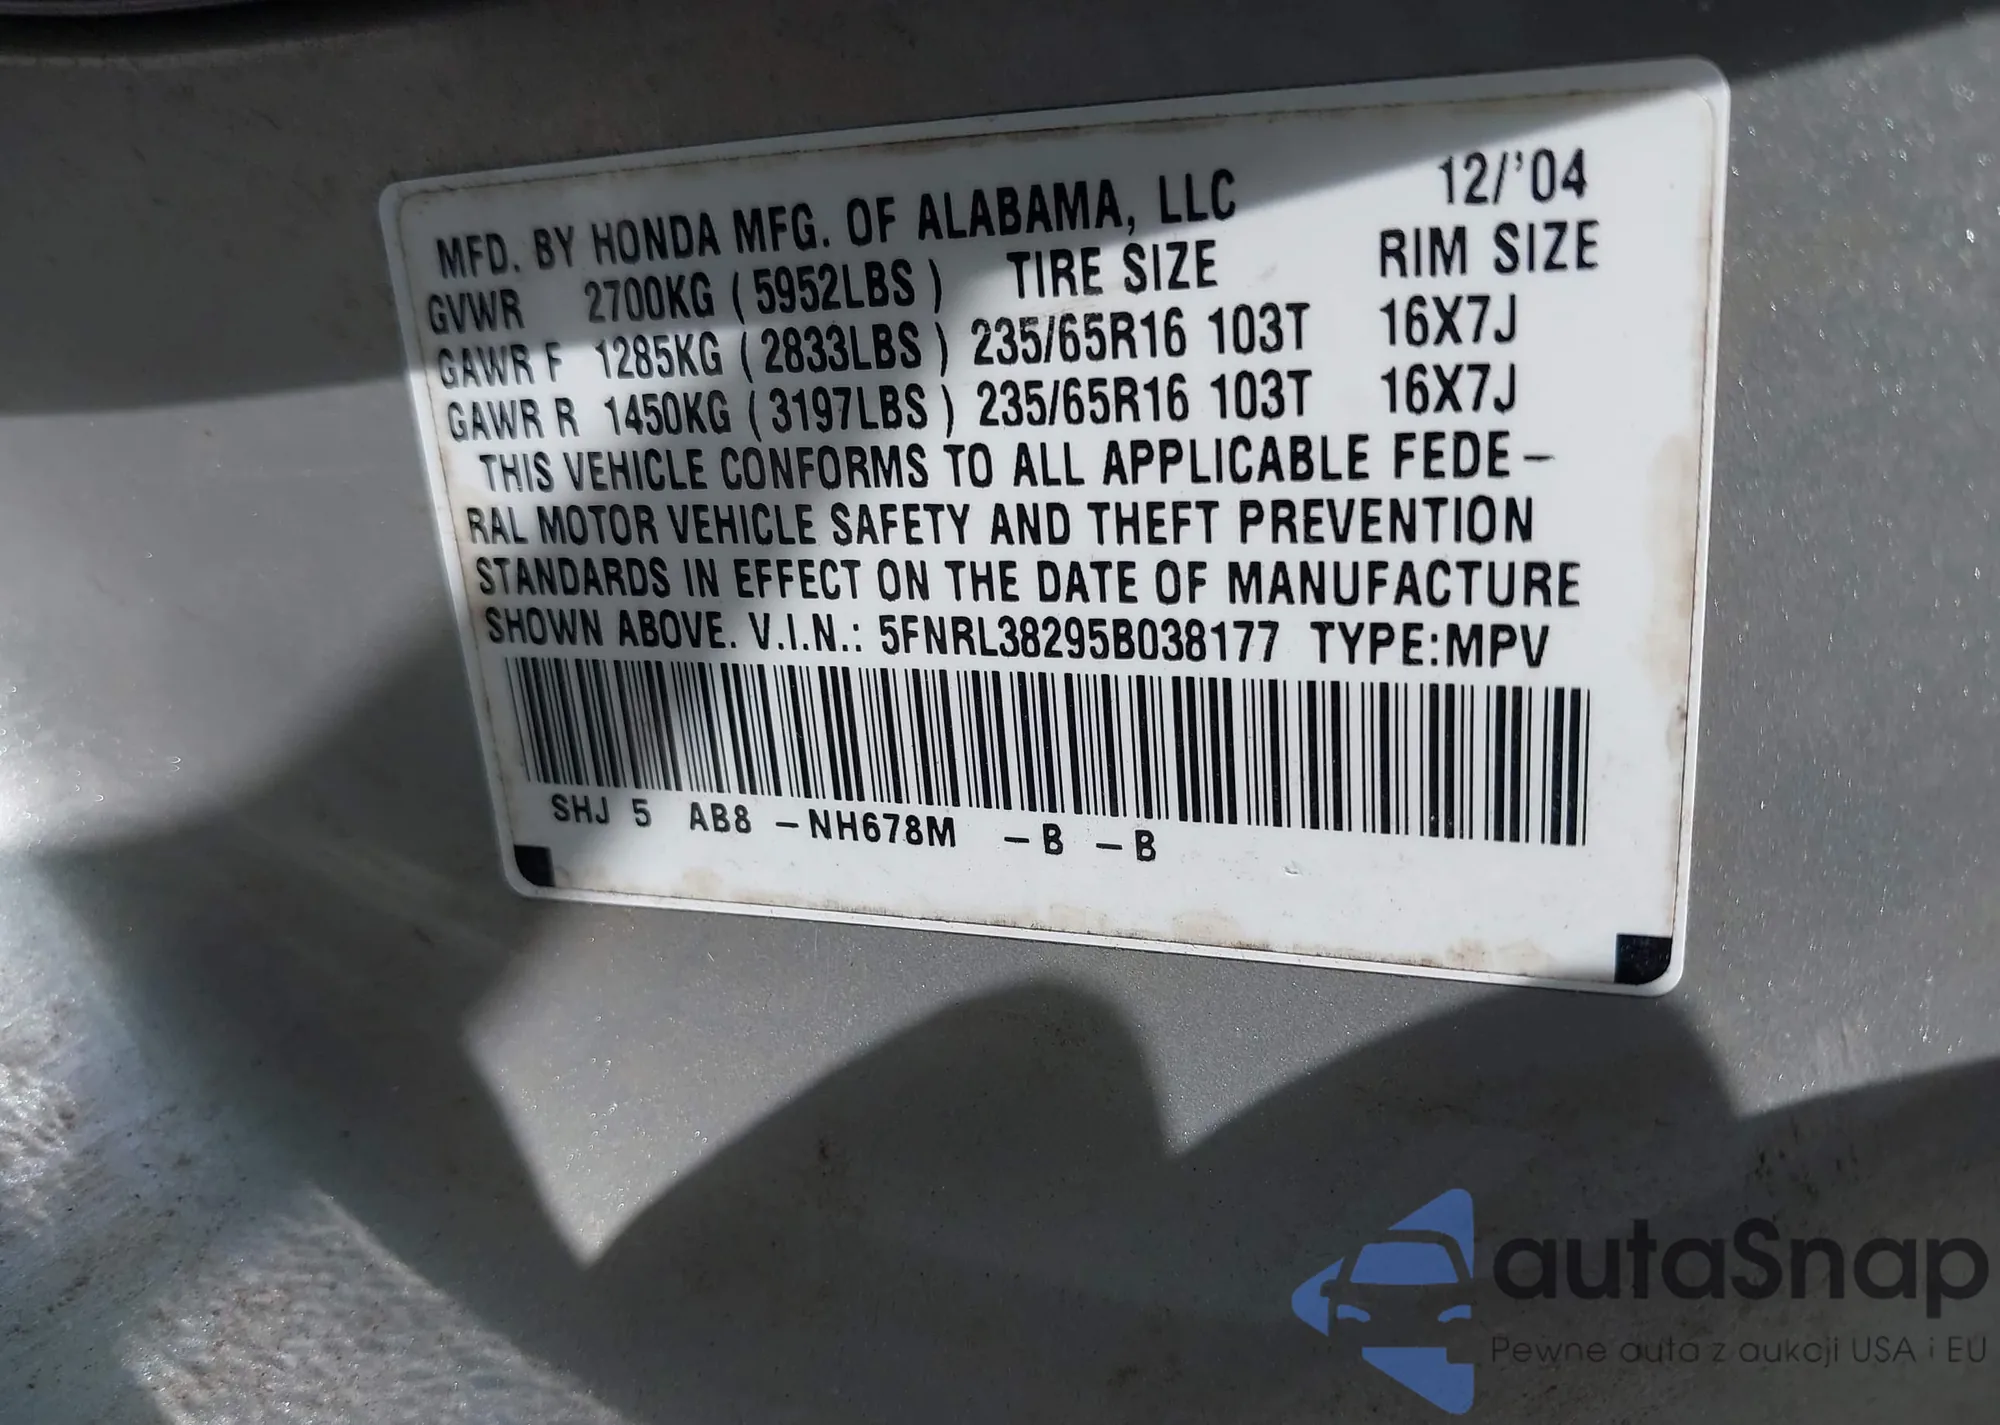 MFD. BY HONDA MFG. OF ALABAMA, LLC 12/'04
GVWR 2700KG ( 5952LBS ) TIRE SIZE RIM SIZE
GAWR F 1285KG ( 2833LBS ) 235/65R16 103T 16X7J
GAWR R 1450KG ( 3197LBS ) 235/65R16 103T 16X7J
THIS VEHICLE CONFORMS TO ALL APPLICABLE FEDE-
RAL MOTOR VEHICLE SAFETY AND THEFT PREVENTION
STANDARDS IN EFFECT ON THE DATE OF MANUFACTURE
SHOWN ABOVE. V.I.N.: 5FNRL38295B038177 TYPE:MPV
SHJ 5 AB8 -NH678M -B -B
autaSnap
Pewne auta z aukcji USA i EU